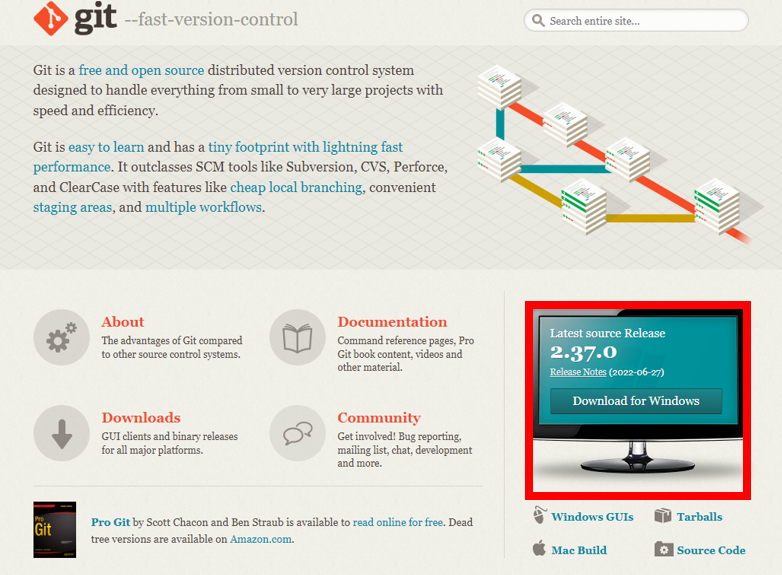 git --fast-version-control
Search entire site...
Git is a free and open source distributed version control system
designed to handle everything from small to very large projects with
speed and efficiency.
Git is easy to learn and has a tiny footprint with lightning fast
performance. It outclasses SCM tools like Subversion, CVS, Perforce,
and ClearCase with features like cheap local branching, convenient
staging areas, and multiple workflows.
About
The advantages of Git compared
to other source control systems.
Documentation
Command reference pages, Pro
Git book content, videos and
other material.
Downloads
GUI clients and binary releases
for all major platforms.
Community
Get involved! Bug reporting,
mailing list, chat, development
and more.
Pro
Git
Pro Git by Scott Chacon and Ben Straub is available to read online for free. Dead
tree versions are available on Amazon.com.
Latest source Release
2.37.0
Release Notes (2022-06-27)
Download for Windows
Windows GUIs
Tarballs
Mac Build
Source Code